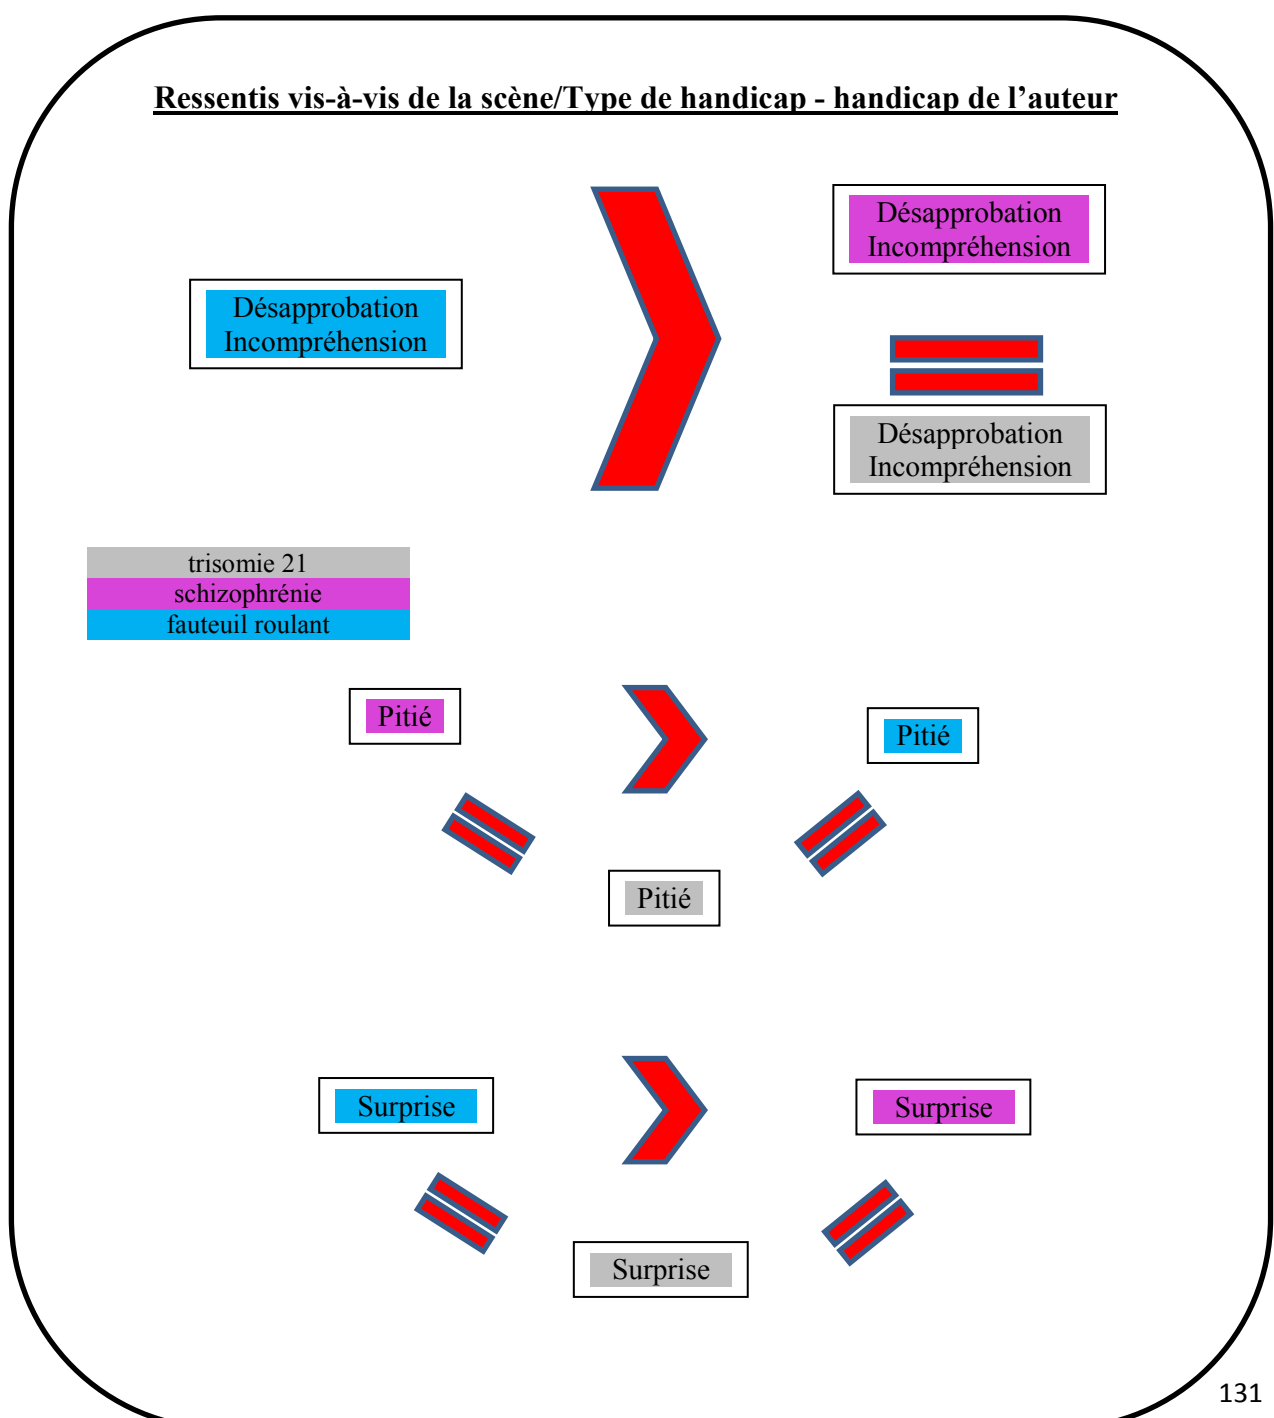 Ressentis vis-à-vis de la scène/Type de handicap - handicap de l'auteur
Désapprobation
Incompréhension
Désapprobation
Incompréhension
Désapprobation
Incompréhension
trisomie 21
schizophrénie
fauteuil roulant
Pitié
Pitié
Pitié
Surprise
Surprise
Surprise
131